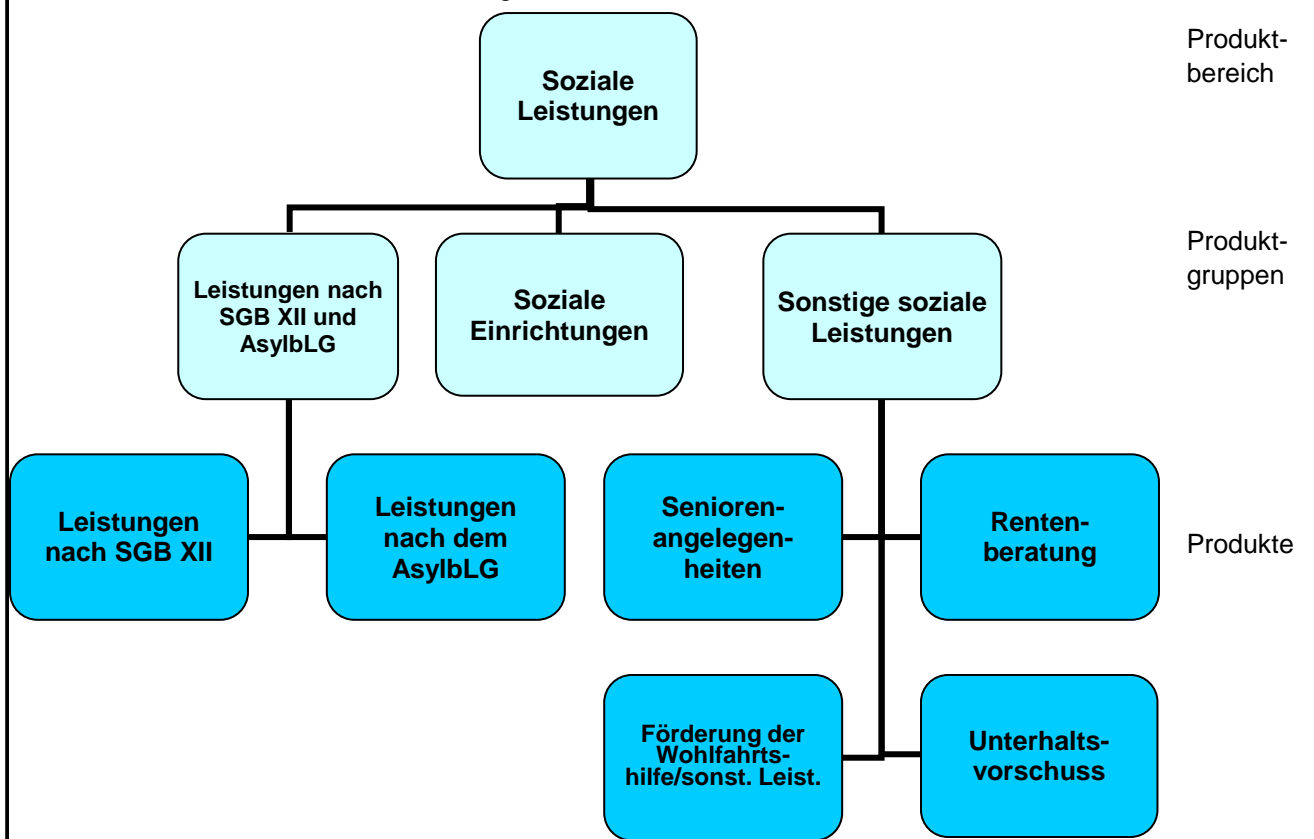 Soziale
Leistungen
Produkt-
bereich
Leistungen nach
SGB XII und
AsylbLG
Soziale
Einrichtungen
Sonstige soziale
Leistungen
Produkt-
gruppen
Leistungen
nach SGB XII
Leistungen
nach dem
AsylbLG
Senioren-
angelegen-
heiten
Renten-
beratung
Produkte
Förderung der
Wohlfahrts-
hilfe/sonst. Leist.
Unterhalts-
vorschuss